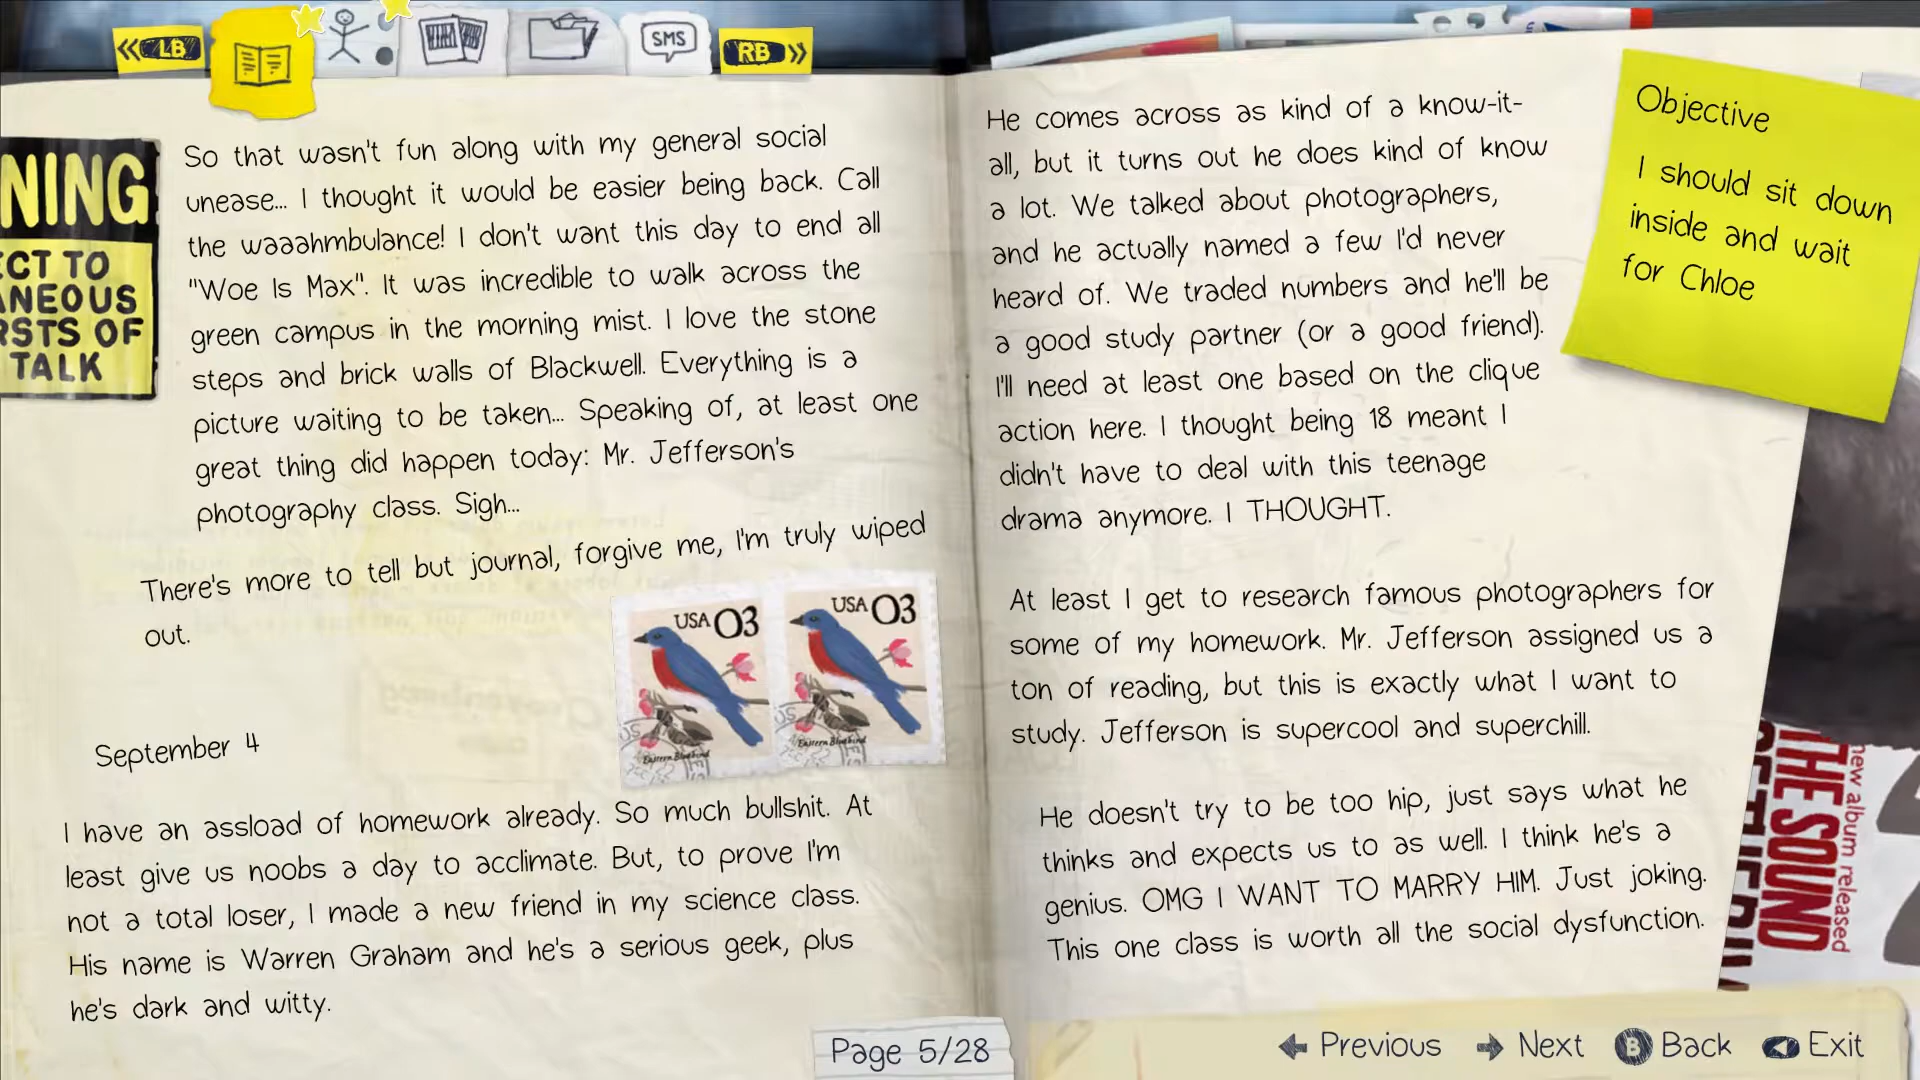 LB
SMS
RB
NING
ECT TO
ANEOUS
RSTS OF
TALK
So that wasn't fun along with my general social
unease... I thought it would be easier being back. Call
the waaahmbulance! I don't want this day to end all
"Woe Is Max". It was incredible to walk across the
green campus in the morning mist. I love the stone
steps and brick walls of Blackwell. Everything is a
picture waiting to be taken... Speaking of, at least one
great thing did happen today: Mr. Jefferson's
photography class. Sigh...
There's more to tell but journal, forgive me, I'm truly wiped
out.
USA 03
Eastern Bluebird
USA 03
Eastern Bluebird
September 4
I have an assload of homework already. So much bullshit. At
least give us noobs a day to acclimate. But, to prove I'm
not a total loser, I made a new friend in my science class.
His name is Warren Graham and he's a serious geek, plus
he's dark and witty.
He comes across as kind of a know-it-
all, but it turns out he does kind of know
a lot. We talked about photographers,
and he actually named a few I'd never
heard of. We traded numbers and he'll be
a good study partner (or a good friend).
I'll need at least one based on the clique
action here. I thought being 18 meant I
didn't have to deal with this teenage
drama anymore. I THOUGHT.
At least I get to research famous photographers for
some of my homework. Mr. Jefferson assigned us a
ton of reading, but this is exactly what I want to
study. Jefferson is supercool and superchill.
He doesn't try to be too hip, just says what he
thinks and expects us to as well. I think he's a
genius. OMG I WANT TO MARRY HIM. Just joking.
This one class is worth all the social dysfunction.
Objective
I should sit down
inside and wait
for Chloe
new album released
THE SOUND
Page 5/28
Previous
Next
B Back
Exit